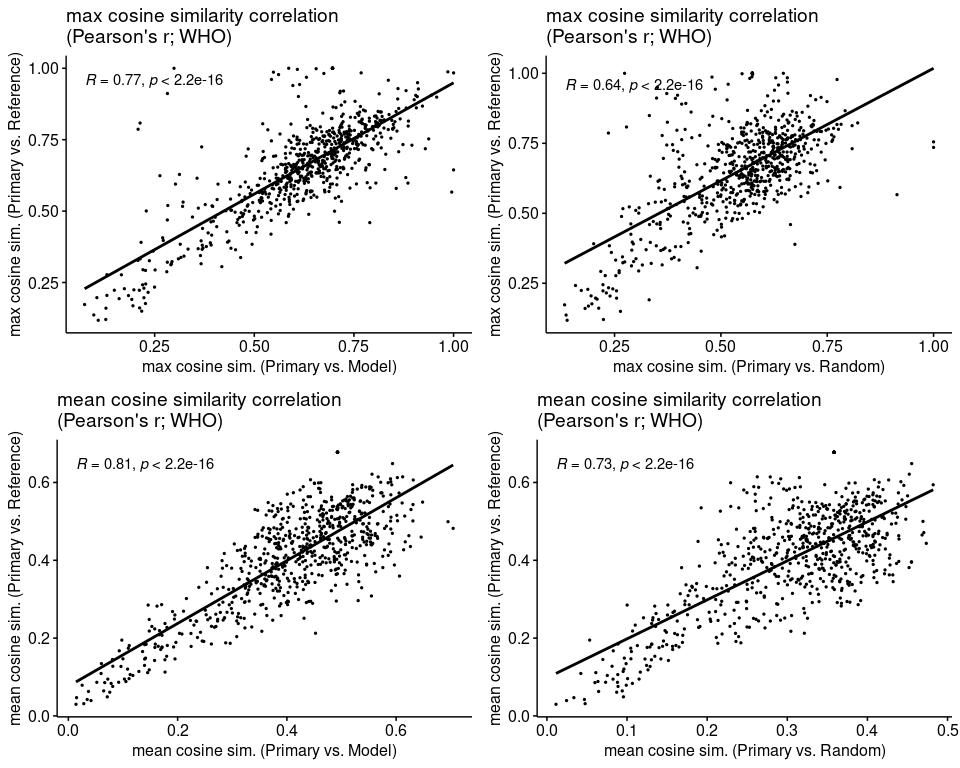 max cosine similarity correlation
(Pearson's r; WHO)
max cosine sim. (Primary vs. Reference)
1.00
0.75
0.50
0.25
R = 0.77, p < 2.2e-16
0.25
0.50
0.75
1.00
max cosine sim. (Primary vs. Model)
max cosine similarity correlation
(Pearson's r; WHO)
max cosine sim. (Primary vs. Reference)
1.00
0.75
0.50
0.25
R = 0.64, p < 2.2e-16
0.25
0.50
0.75
1.00
max cosine sim. (Primary vs. Random)
mean cosine similarity correlation
(Pearson's r; WHO)
mean cosine sim. (Primary vs. Reference)
0.6
0.4
0.2
0.0
R = 0.81, p < 2.2e-16
0.0
0.2
0.4
0.6
mean cosine sim. (Primary vs. Model)
mean cosine similarity correlation
(Pearson's r; WHO)
mean cosine sim. (Primary vs. Reference)
0.6
0.4
0.2
0.0
R = 0.73, p < 2.2e-16
0.0
0.1
0.2
0.3
0.4
0.5
mean cosine sim. (Primary vs. Random)